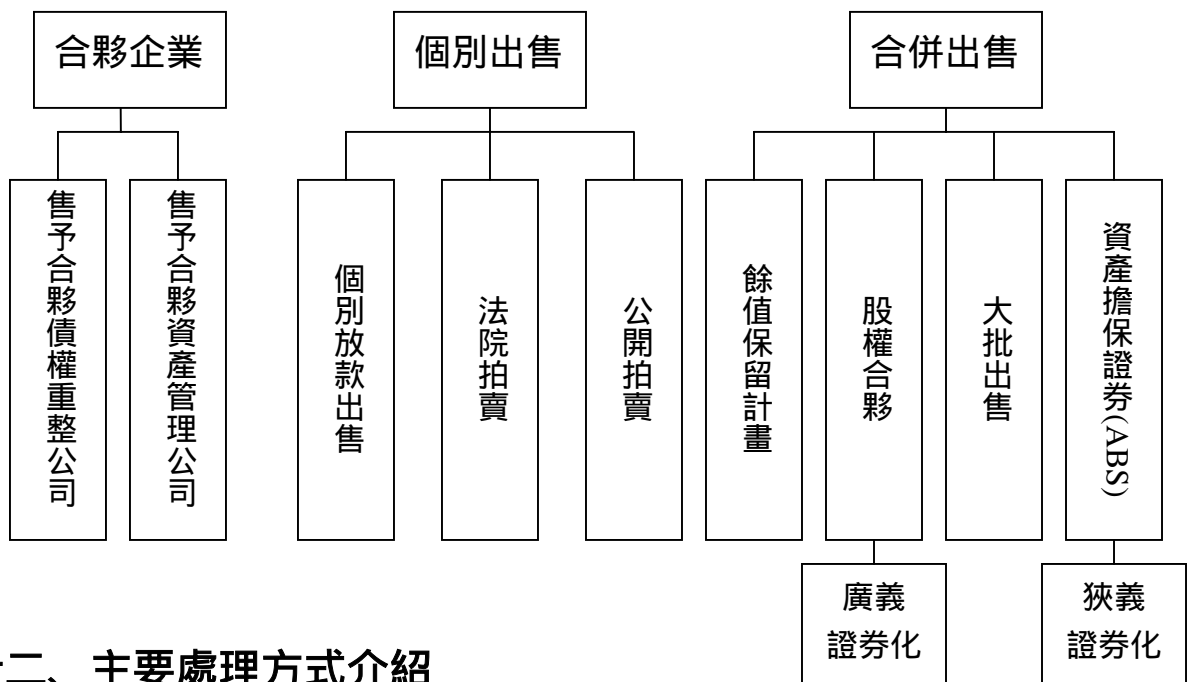 合夥企業
個別出售
合併出售
售予合夥債權重整公司
售予合夥資產管理公司
個別放款出售
法院拍賣
公開拍賣
餘值保留計畫
股權合夥
大批出售
資產擔保證券(ABS)
廣義
證券化
狹義
證券化
二、主要處理方式介紹